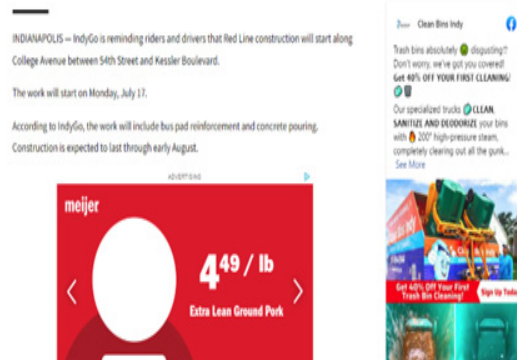 INDIANAPOLIS — IndyGo is reminding riders and drivers that Red Line construction will start along
College Avenue between 54th Street and Kessler Boulevard.
The work will start on Monday, July 17.
According to IndyGo, the work will include bus pad reinforcement and concrete pouring.
Construction is expected to last through early August.
ADVERTISING
meijer
4.49 / lb
Extra Lean Ground Pork
Clean Bins Indy
Trash bins absolutely 🤢 disgusting?
Don't worry, we've got you covered!
Get 40% OFF YOUR FIRST CLEANING!
Our specialized trucks CLEAN,
SANITIZE AND DEODORIZE your bins
with 🔥 200° high-pressure steam,
completely clearing out all the gunk...
See More
Bins Indy
Get 40% Off Your First
Trash Bin Cleaning!
Sign Up Today